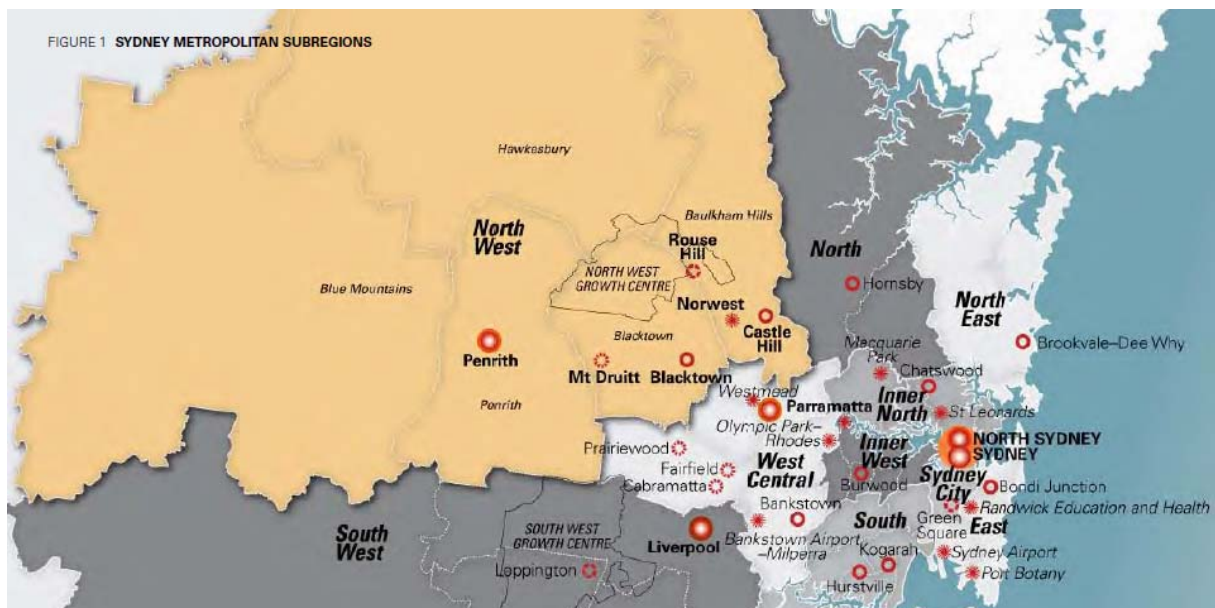 FIGURE 1 SYDNEY METROPOLITAN SUBREGIONS
Hawkesbury
Baulkham Hills
North
West
Rouse
Hill
North
NORTH WEST
GROWTH CENTRE
Blue Mountains
Hornsby
Norwest
North
East
Castle
Hill
Blacktown
Macquarie
Park
Brookvale–Dee Why
Penrith
Mt Druitt
Blacktown
Chatswood
Westmead
Inner
North
Penrith
Parramatta
St Leonards
Olympic Park–
Rhodes
NORTH SYDNEY
SYDNEY
Prairiewood
Inner
West
West
Central
Fairfield
Sydney
City
Cabramatta
Burwood
Bondi Junction
Bankstown
Randwick Education and Health
South
West
SOUTH WEST
GROWTH CENTRE
South
Green
Square
East
Liverpool
Bankstown Airport
–Milperra
Kogarah
Sydney Airport
Leppington
Hurstville
Port Botany